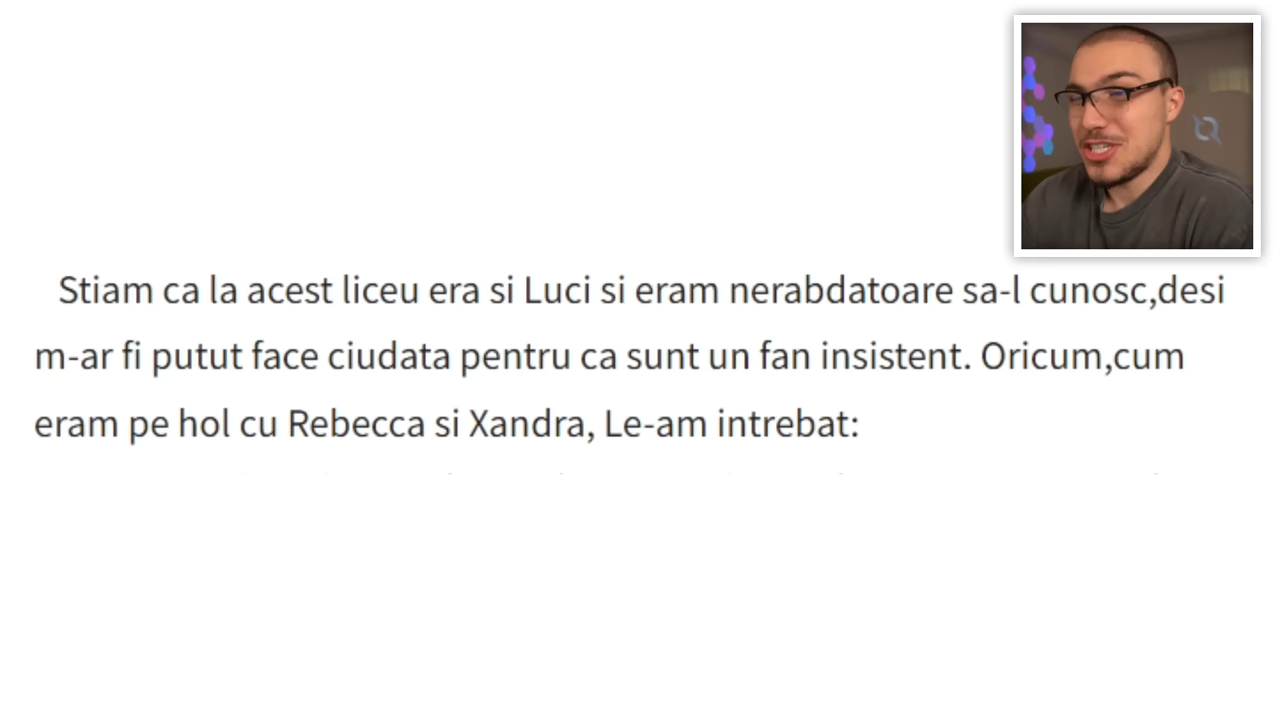 Stiam ca la acest liceu era si Luci si eram nerabdatoare sa-l cunosc,desi
m-ar fi putut face ciudata pentru ca sunt un fan insistent. Oricum,cum
eram pe hol cu Rebecca si Xandra, Le-am intrebat: